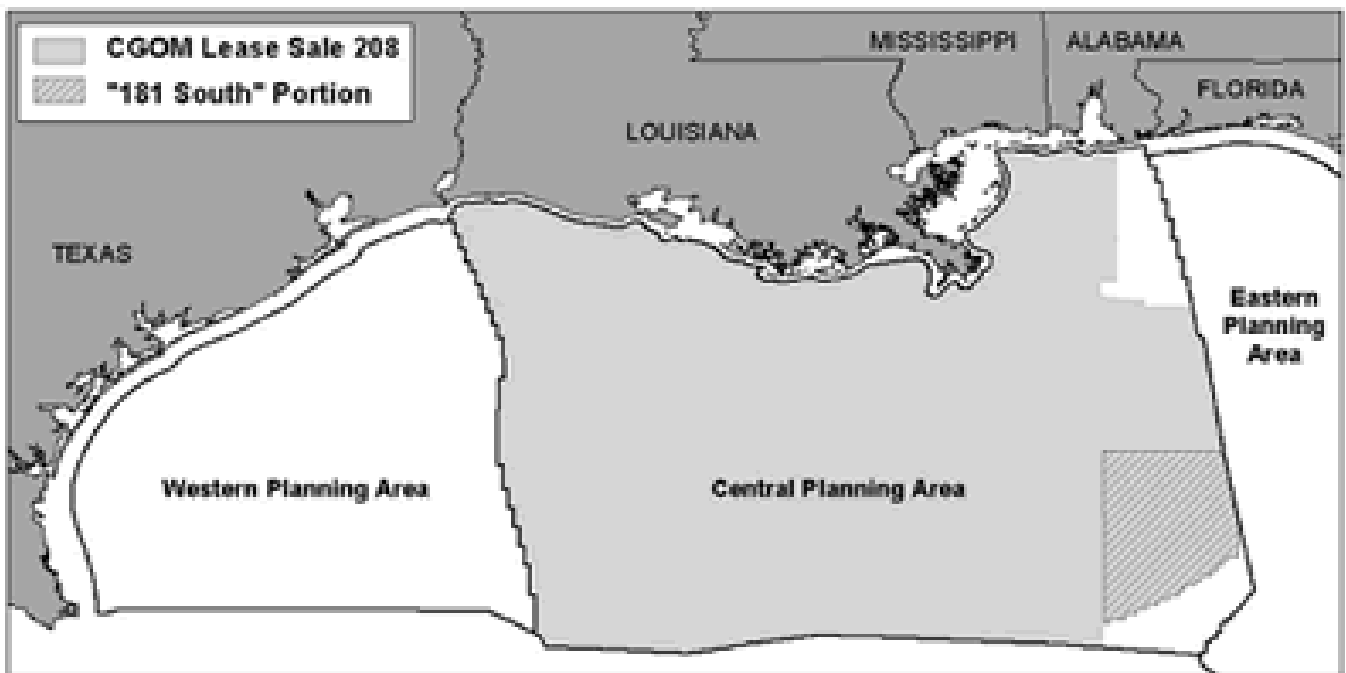 CGOM Lease Sale 208
"181 South" Portion
MISSISSIPPI
ALABAMA
FLORIDA
LOUISIANA
TEXAS
Eastern
Planning
Area
Western Planning Area
Central Planning Area